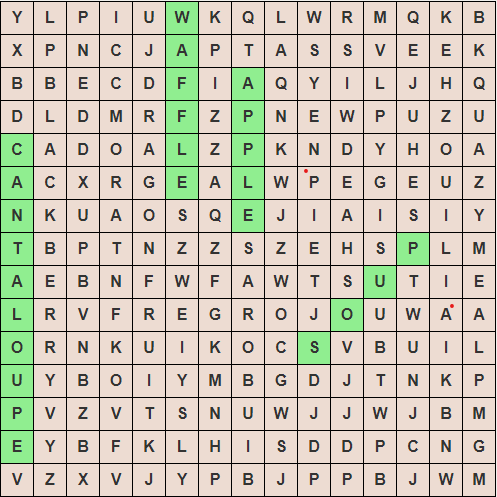 Y L P I U W K Q L W R M Q K B
X P N C J A P T A S S V E E K
B B E C D F I A Q Y I L J H Q
D L D M R F Z P N E W P U Z U
C A D O A L Z P K N D Y H O A
A C X R G E A L W P E G E U Z
N K U A O S Q E J I A I S I Y
T B P T N Z Z S Z E H S P L M
A E B N F W F A W T S U T I E
L R V F R E G R O J O U W A A
O R N K U I K O C S V B U I L
U Y B O I Y M B G D J T N K P
P V Z V T S N U W J J W J B M
E Y B F K L H I S D D P C N G
V Z X V J Y P B J P P B J W M